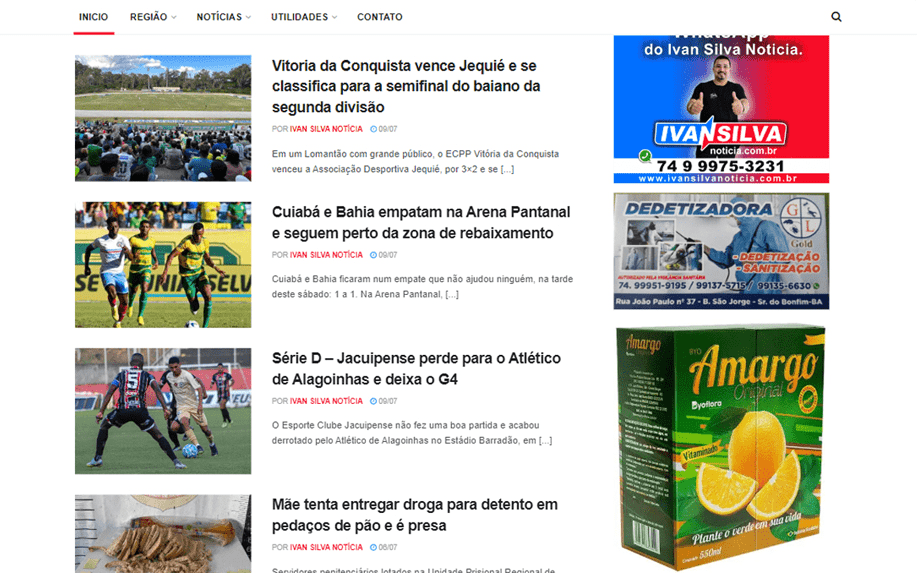 INICIO
REGIÃO
NOTÍCIAS
UTILIDADES
CONTATO
Vitoria da Conquista vence Jequié e se
classifica para a semifinal do baiano da
segunda divisão
POR IVAN SILVA NOTÍCIA 09/07
Em um Lomantão com grande público, o ECPP Vitória da Conquista
venceu a Associação Desportiva Jequié, por 3×2 e se [...]
Cuiabá e Bahia empatam na Arena Pantanal
e seguem perto da zona de rebaixamento
POR IVAN SILVA NOTÍCIA 09/07
Cuiabá e Bahia ficaram num empate que não ajudou ninguém, na tarde
deste sábado: 1 a 1. Na Arena Pantanal, [...]
Série D – Jacuipense perde para o Atlético
de Alagoinhas e deixa o G4
POR IVAN SILVA NOTÍCIA 09/07
O Esporte Clube Jacuipense não fez uma boa partida e acabou
derrotado pelo Atlético de Alagoinhas no Estádio Barradão, em [...]
Mãe tenta entregar droga para detento em
pedaços de pão e é presa
POR IVAN SILVA NOTÍCIA 06/07
Servidores penitenciários lotados na Unidade Prisional Regional de
WhatsApp
do Ivan Silva Noticia.
IVANSILVA
noticia.com.br
74 9 9975-3231
www.ivansilvanoticia.com.br
DEDETIZADORA
G L
Gold
- DEDETIZAÇÃO
- SANITIZAÇÃO
AUTORIZADO PELA VIGILÂNCIA SANITÁRIA
74. 99951-9195 / 99137-5715 / 99135-6630
Rua João Paulo n° 37 - B. São Jorge - Sr. do Bonfim-BA
Amargo
BYO
Amargo
Original
Byoflora
Vitaminado
Plante o verde em sua vida
550ml